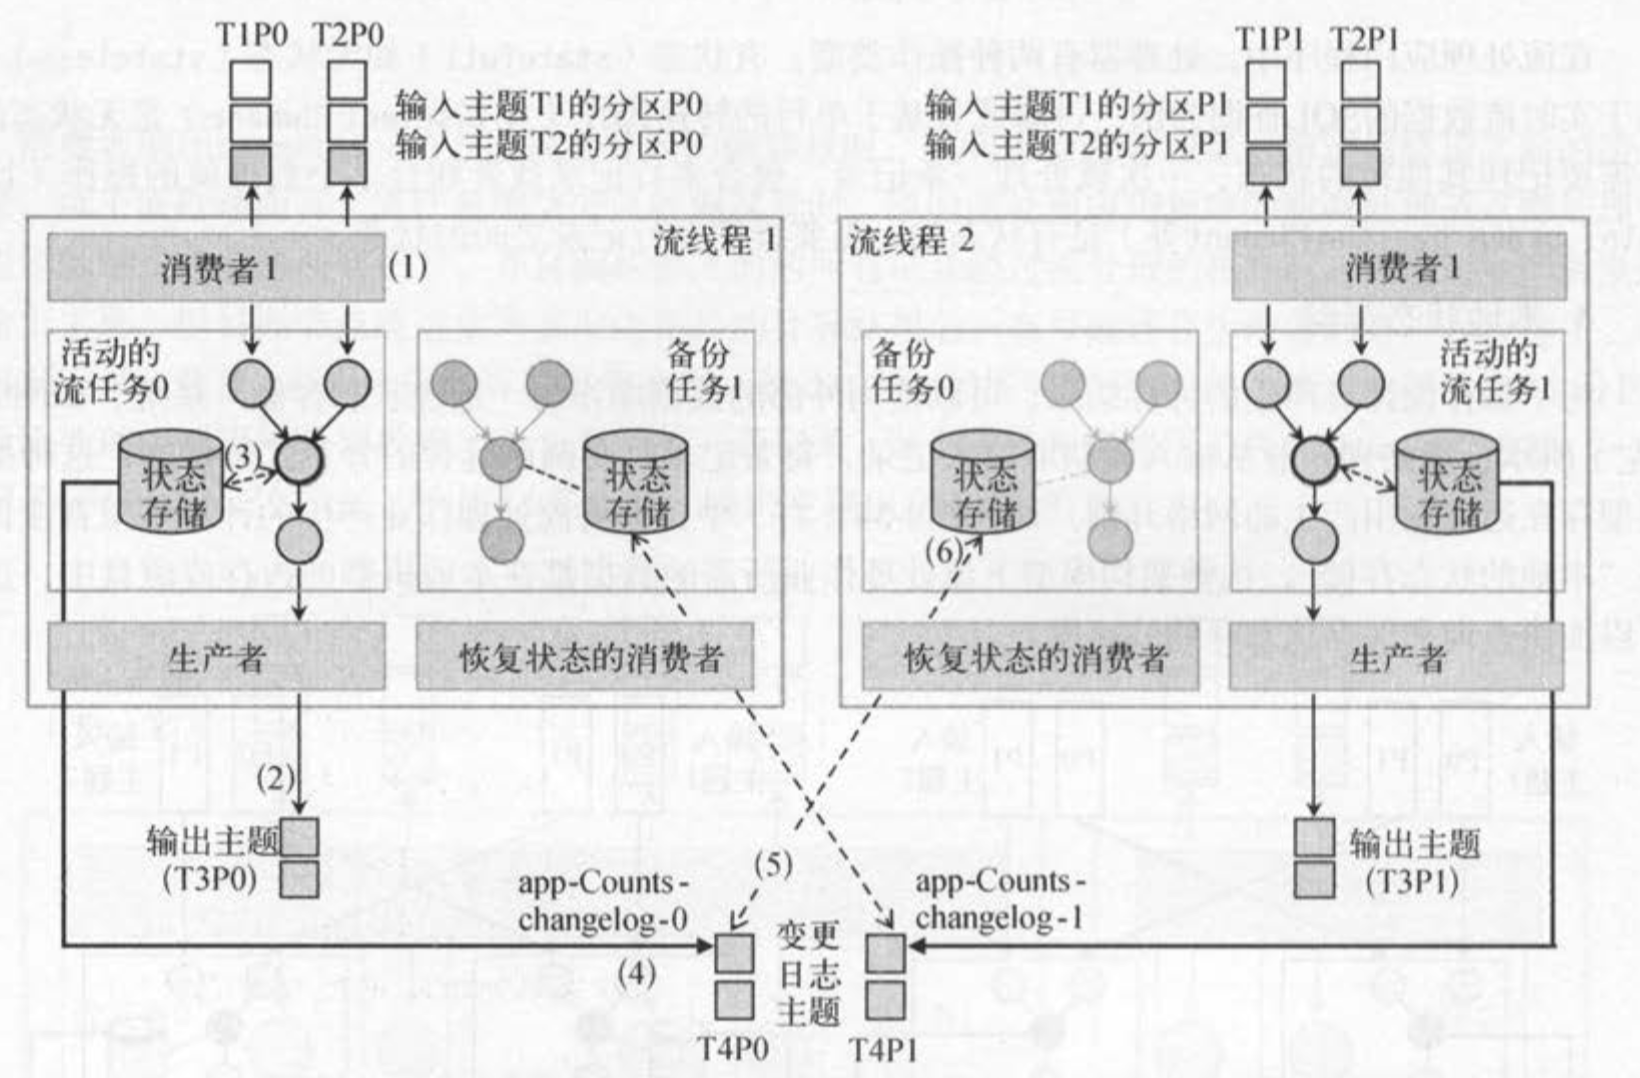 T1P0 T2P0
输入主题T1的分区P0
输入主题T2的分区P0
T1P1 T2P1
输入主题T1的分区P1
输入主题T2的分区P1
消费者1
(1)
流线程 1
流线程 2
消费者1
活动的
流任务0
备份
任务1
备份
任务0
活动的
流任务1
状态
存储
(3)
状态
存储
状态
存储
(6)
状态
存储
生产者
恢复状态的消费者
恢复状态的消费者
生产者
(2)
输出主题
(T3P0)
输出主题
(T3P1)
(5)
app-Counts-
changelog-0
app-Counts-
changelog-1
(4)
变更
日志
主题
T4P0
T4P1